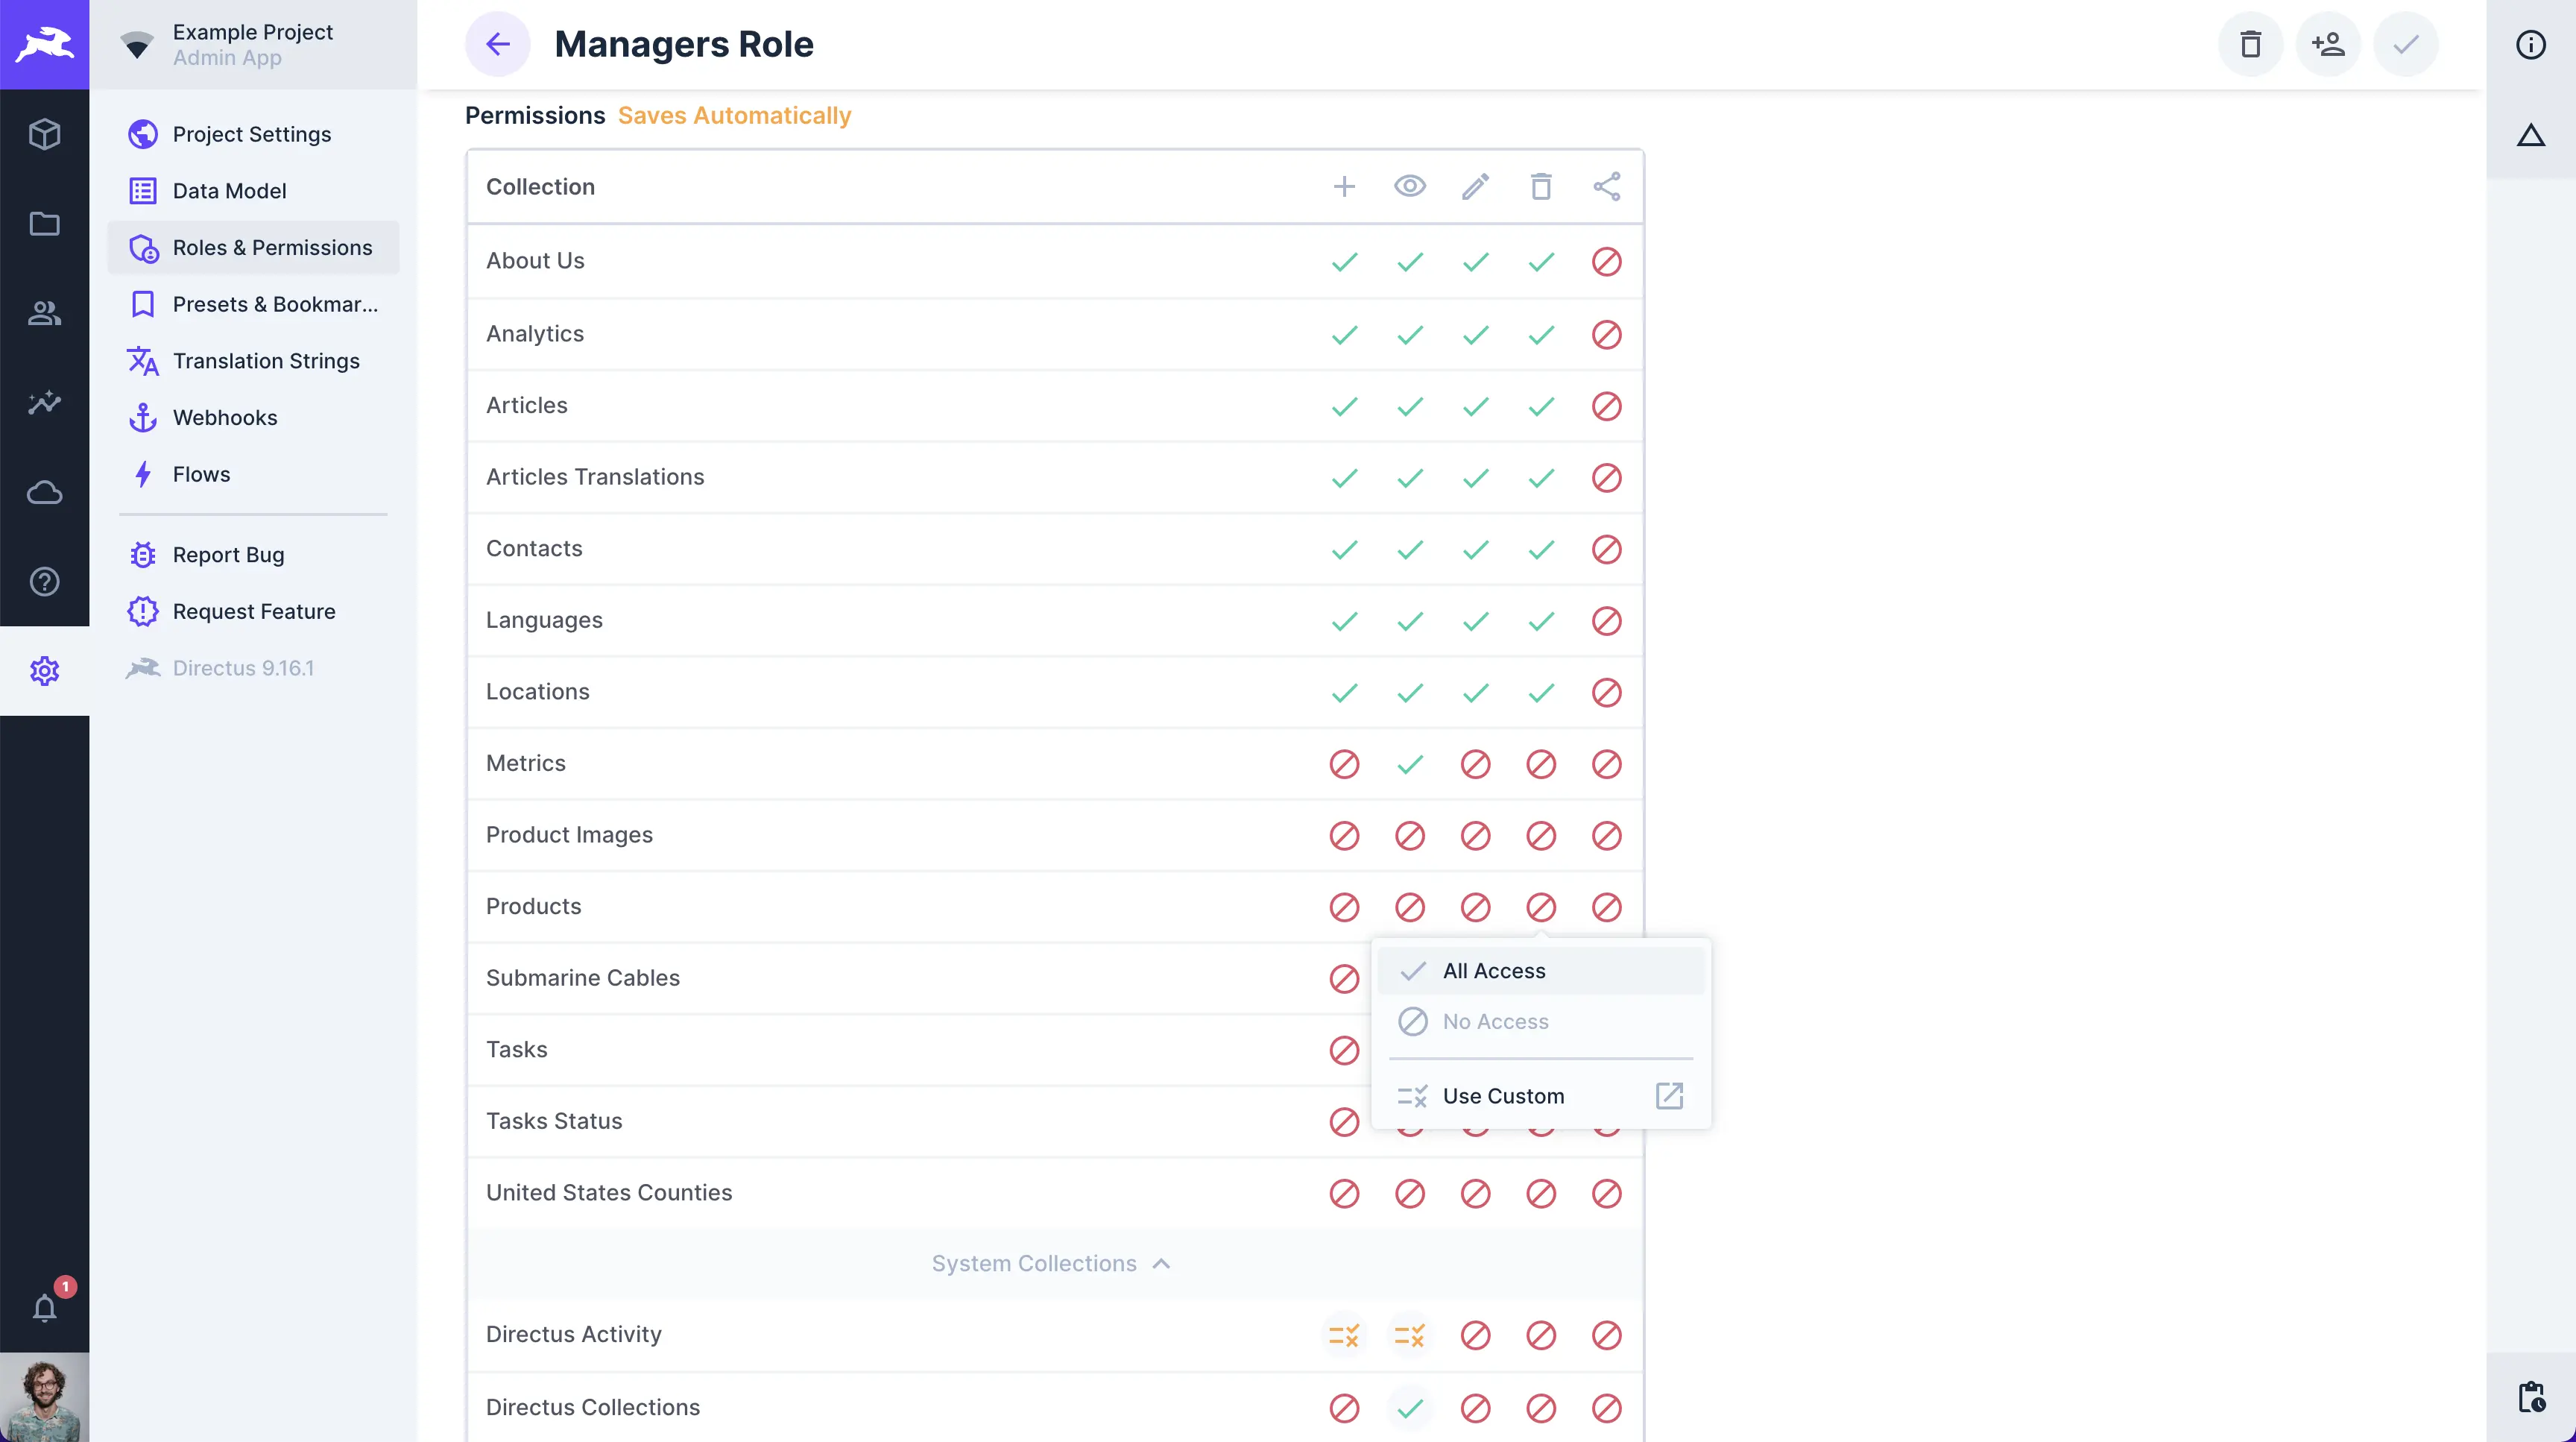 Example Project
Admin App
Project Settings
Data Model
Roles & Permissions
Presets & Bookmar...
Translation Strings
Webhooks
Flows
Report Bug
Request Feature
Directus 9.16.1
1
Managers Role
Permissions Saves Automatically
Collection
About Us
Analytics
Articles
Articles Translations
Contacts
Languages
Locations
Metrics
Product Images
Products
Submarine Cables
Tasks
Tasks Status
United States Counties
All Access
No Access
Use Custom
System Collections
Directus Activity
Directus Collections